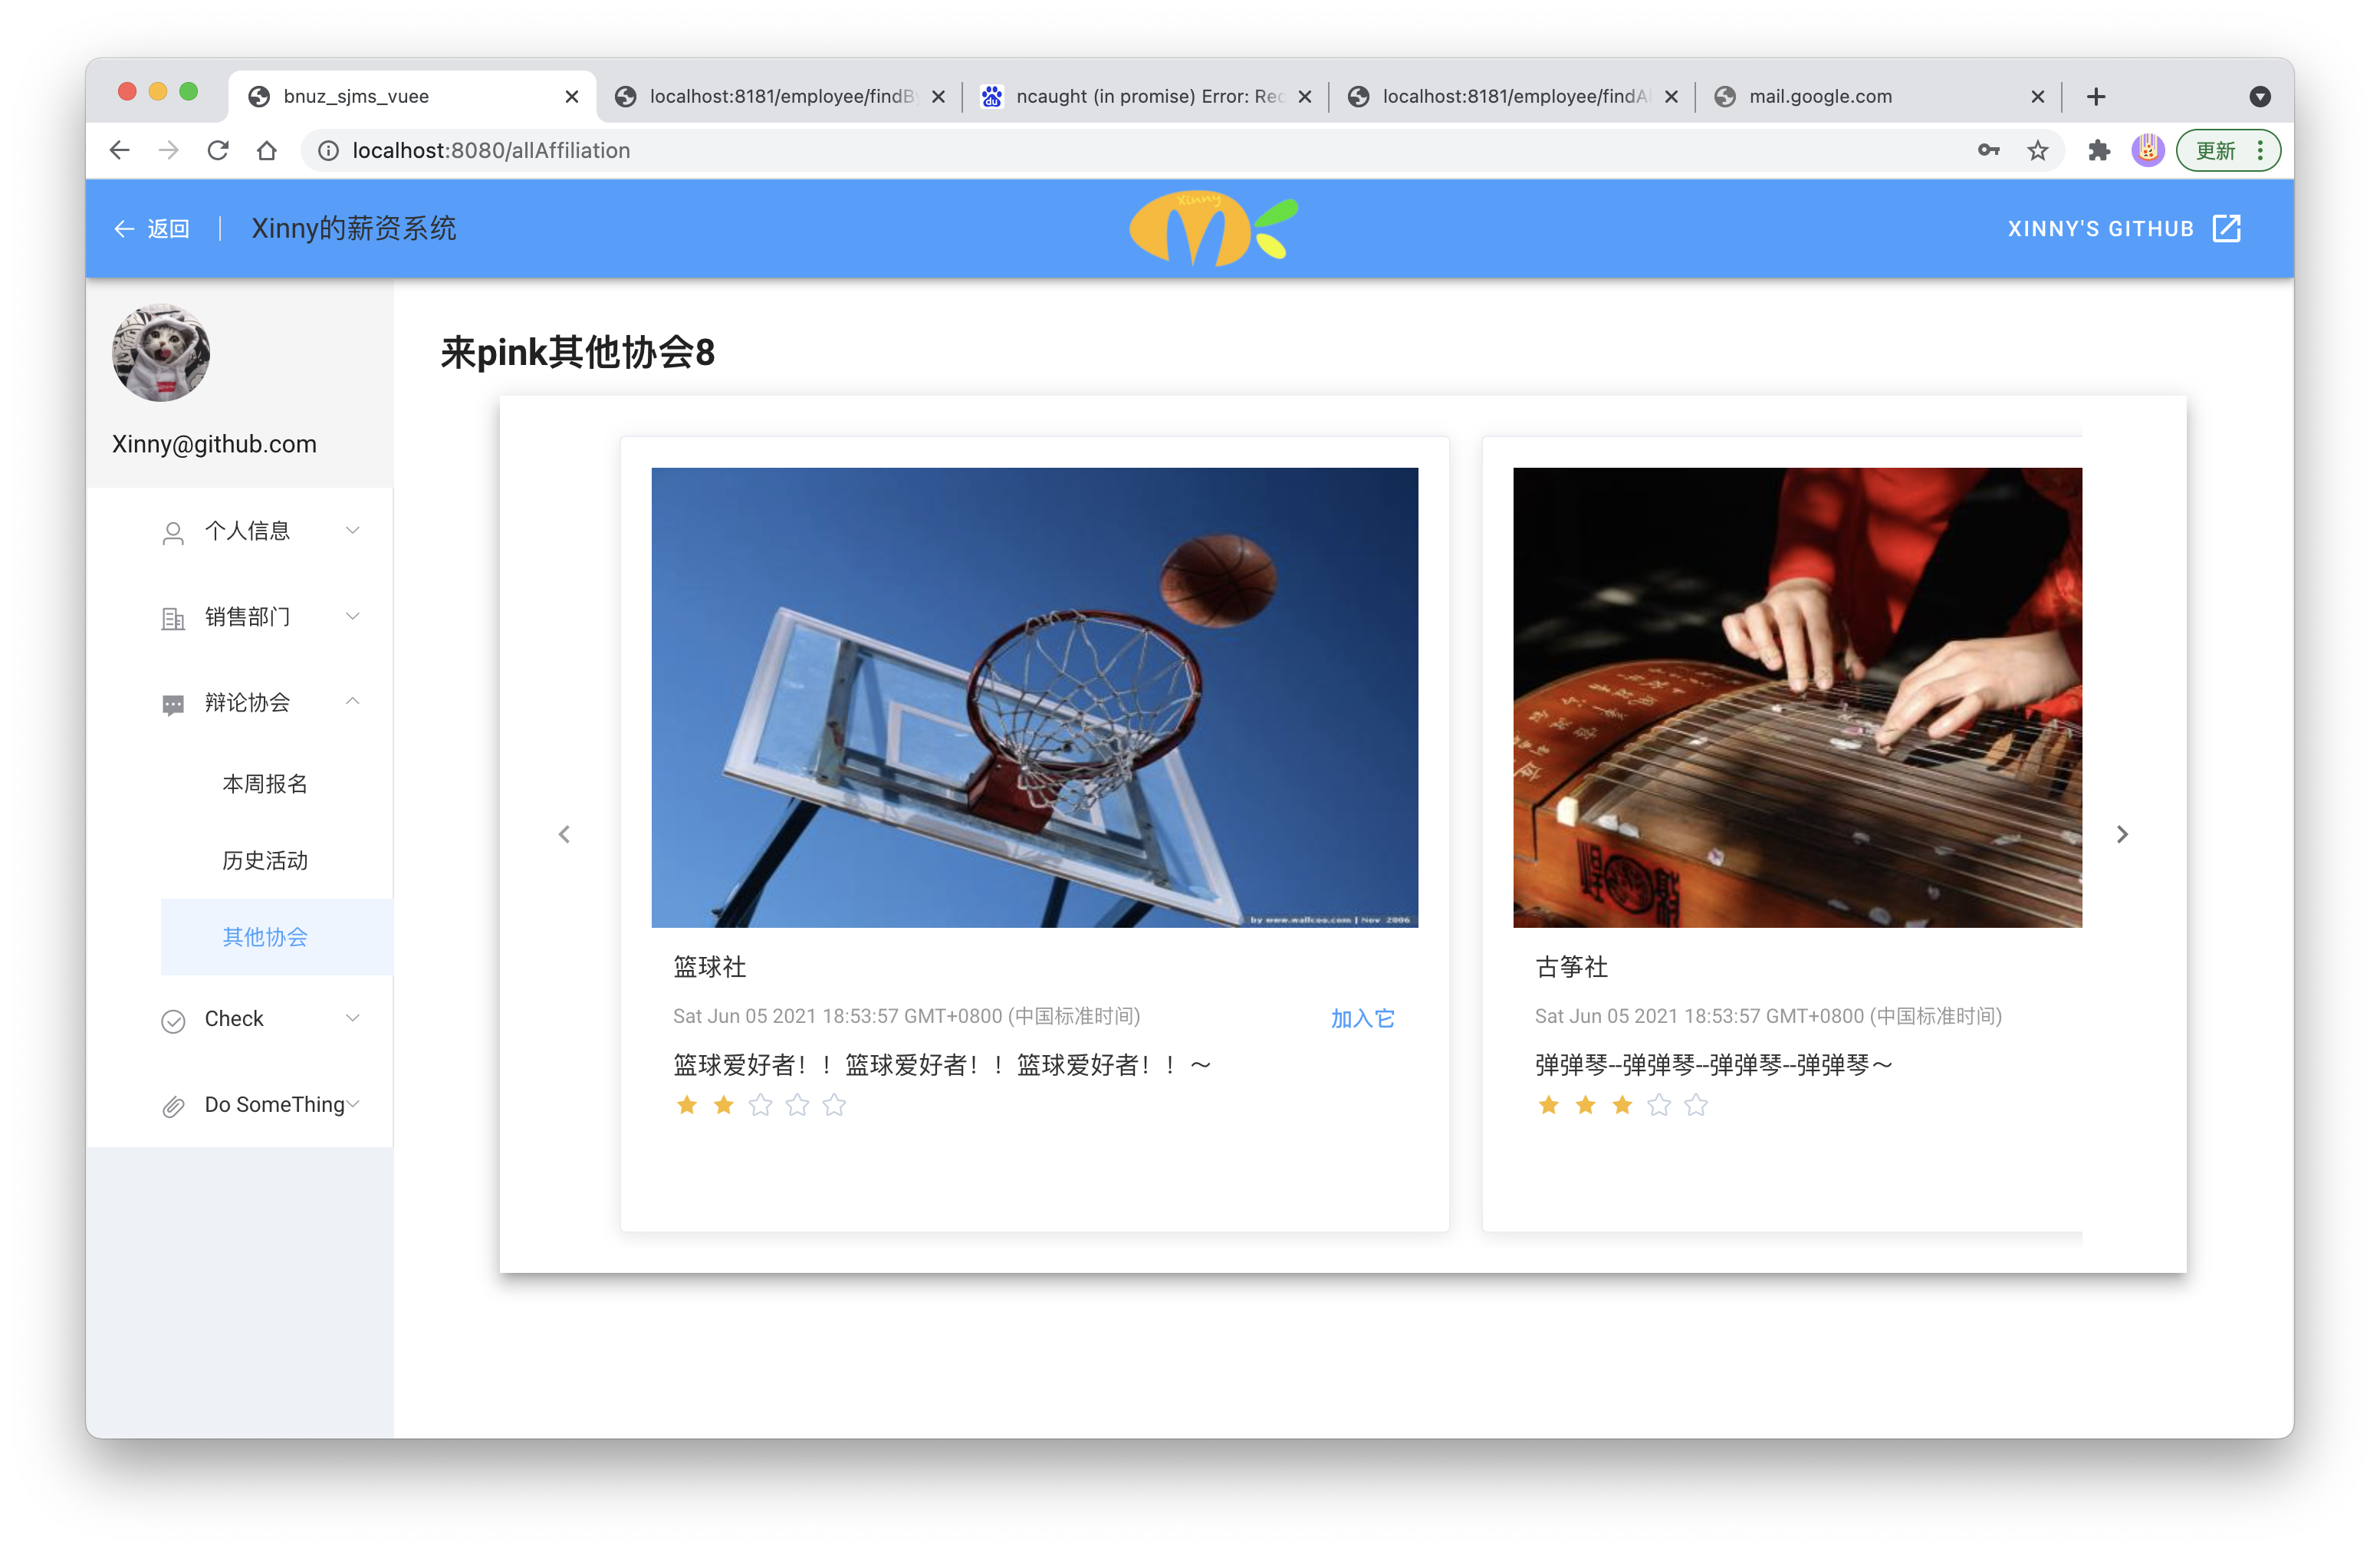 bnuz_sjms_vuee
localhost:8181/employee/findBy
ncaught (in promise) Error: Rec
localhost:8181/employee/findAl
mail.google.com
localhost:8080/allAffiliation
更新
返回
Xinny的薪资系统
Xinny
XINNY'S GITHUB
Xinny@github.com
个人信息
销售部门
辩论协会
本周报名
历史活动
其他协会
Check
Do SomeThing
来pink其他协会8
by www.wallcoo.com | Nov 2006
篮球社
Sat Jun 05 2021 18:53:57 GMT+0800 (中国标准时间)
加入它
篮球爱好者！！篮球爱好者！！篮球爱好者！！～
古筝社
Sat Jun 05 2021 18:53:57 GMT+0800 (中国标准时间)
弹弹琴--弹弹琴--弹弹琴--弹弹琴～